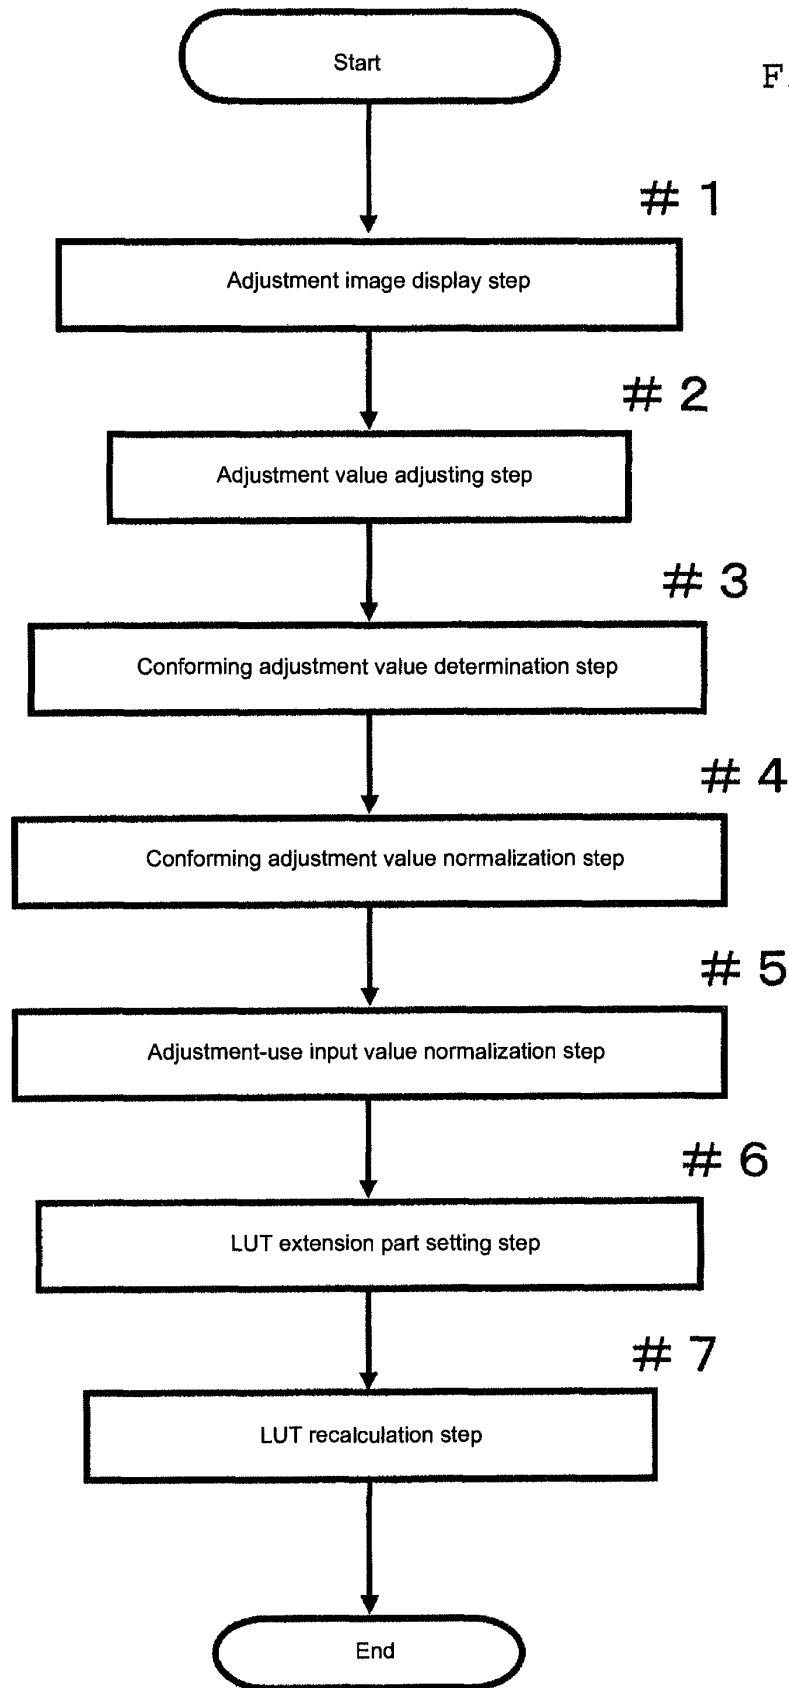 Start
F
# 1
Adjustment image display step
# 2
Adjustment value adjusting step
# 3
Conforming adjustment value determination step
# 4
Conforming adjustment value normalization step
# 5
Adjustment-use input value normalization step
# 6
LUT extension part setting step
# 7
LUT recalculation step
End